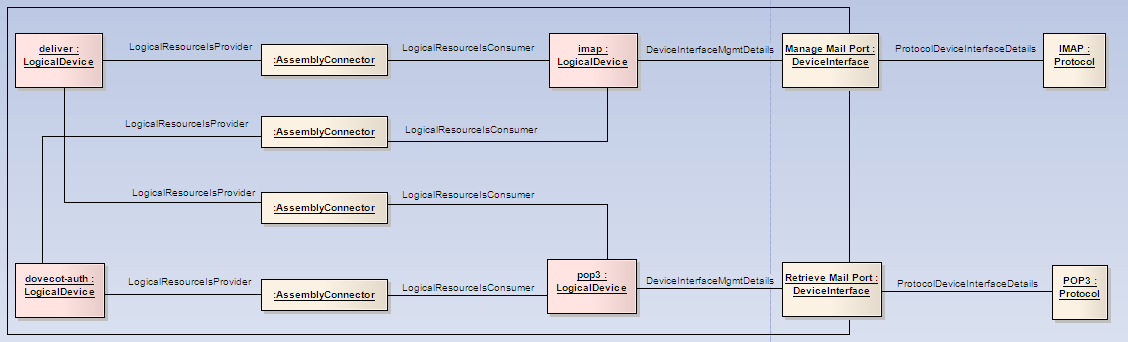 deliver :
LogicalDevice
LogicalResourceIsProvider
:AssemblyConnector
LogicalResourceIsConsumer
imap :
LogicalDevice
DeviceInterfaceMgmtDetails
Manage Mail Port :
DeviceInterface
ProtocolDeviceInterfaceDetails
IMAP :
Protocol
LogicalResourceIsProvider
:AssemblyConnector
LogicalResourceIsConsumer
LogicalResourceIsProvider
:AssemblyConnector
LogicalResourceIsConsumer
dovecot-auth :
LogicalDevice
LogicalResourceIsProvider
:AssemblyConnector
LogicalResourceIsConsumer
pop3 :
LogicalDevice
DeviceInterfaceMgmtDetails
Retrieve Mail Port :
DeviceInterface
ProtocolDeviceInterfaceDetails
POP3 :
Protocol